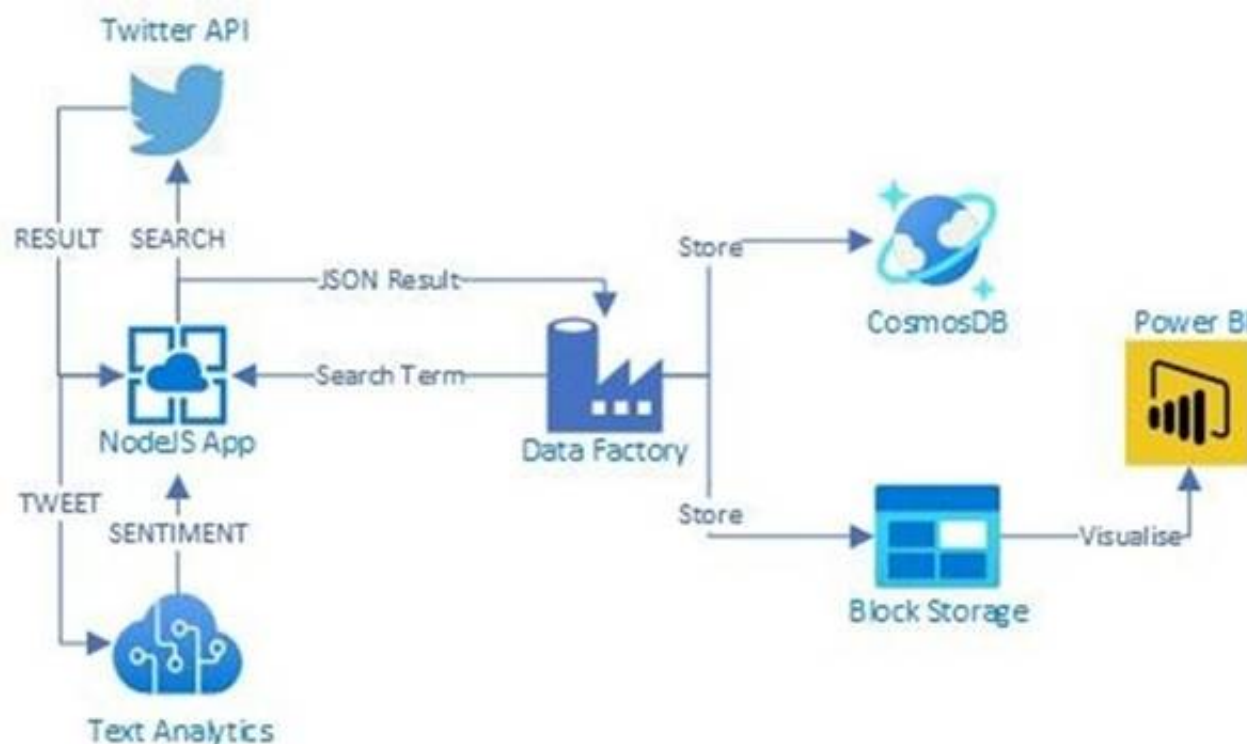 Twitter API
RESULT
SEARCH
JSON Result
Store
CosmosDB
Power BI
Search Term
NodeJS App
Data Factory
TWEET
SENTIMENT
Store
Visualise
Block Storage
Text Analytics